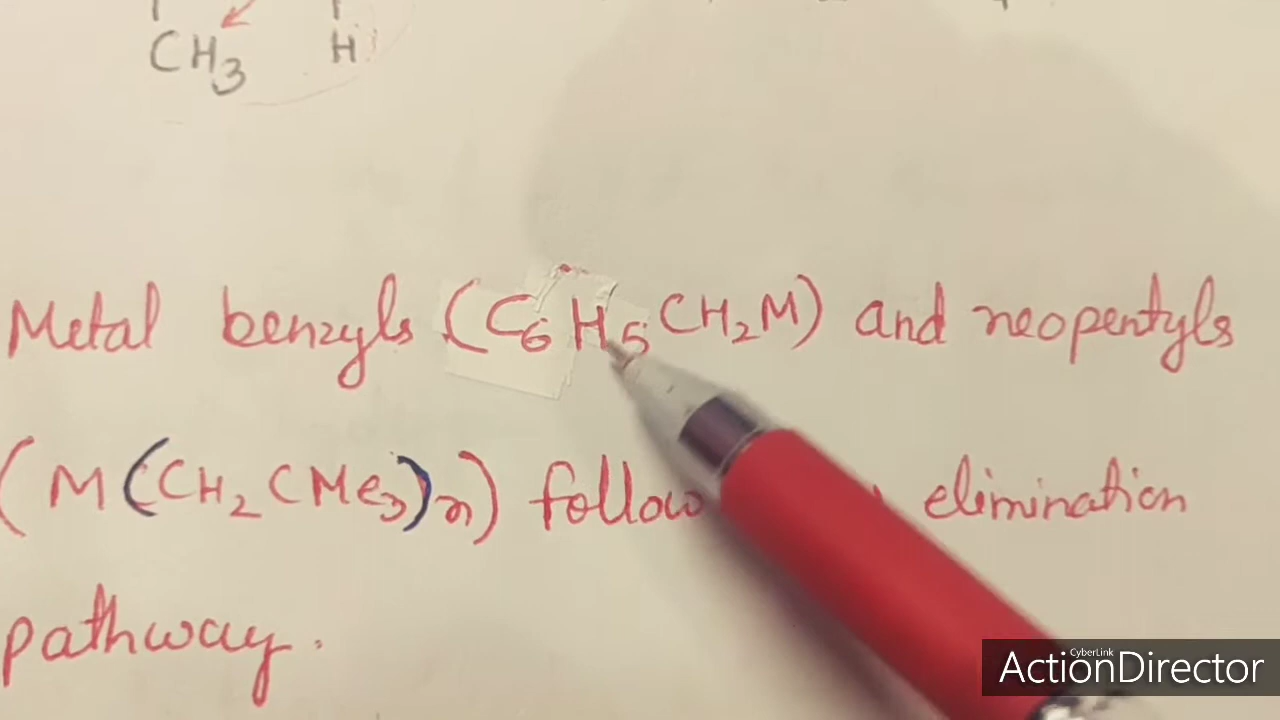 CH3 H
Metal benzyls (C6H5CH2M) and neopentyls
(M(CH2CMe3)n) follow elimination
pathway.
CyberLink
ActionDirector